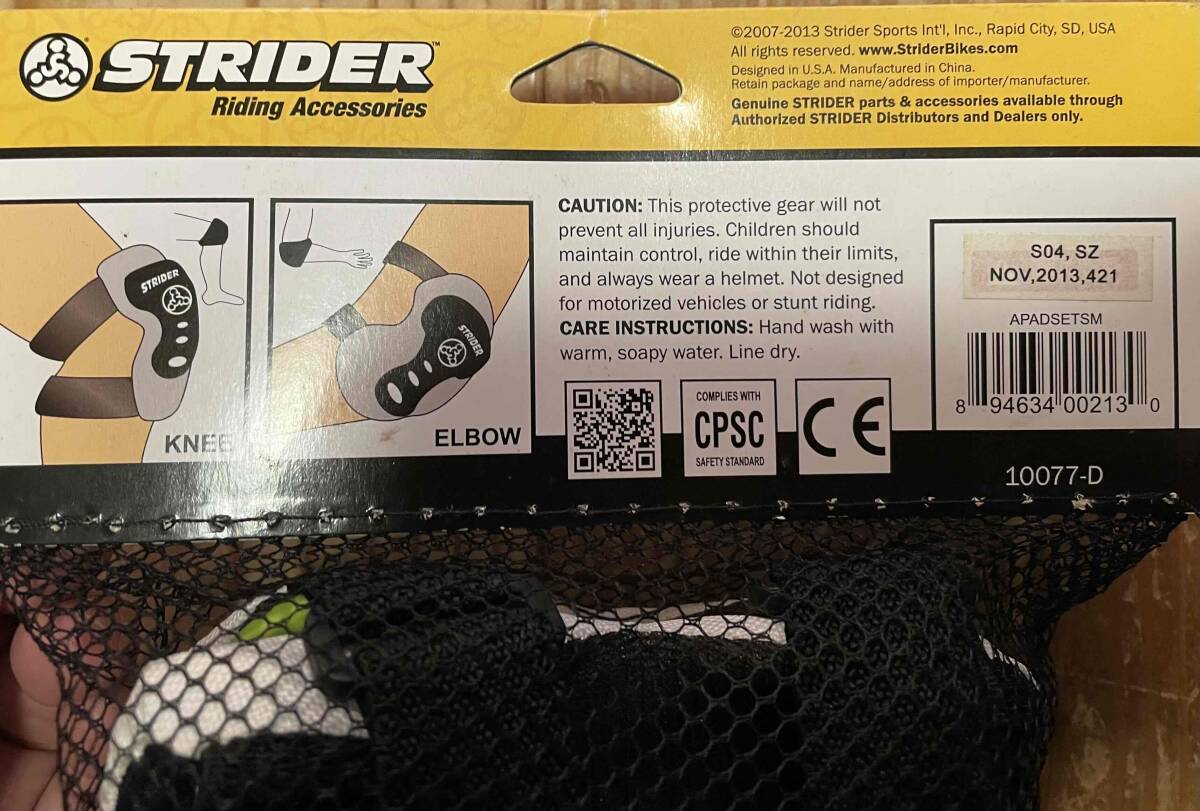 STRIDER™
Riding Accessories
©2007-2013 Strider Sports Int'l, Inc., Rapid City, SD, USA
All rights reserved. www.StriderBikes.com
Designed in U.S.A. Manufactured in China.
Retain package and name/address of importer/manufacturer.
Genuine STRIDER parts & accessories available through
Authorized STRIDER Distributors and Dealers only.
STRIDER
KNEE
STRIDER
ELBOW
CAUTION: This protective gear will not
prevent all injuries. Children should
maintain control, ride within their limits,
and always wear a helmet. Not designed
for motorized vehicles or stunt riding.
CARE INSTRUCTIONS: Hand wash with
warm, soapy water. Line dry.
COMPLIES WITH
CPSC
SAFETY STANDARD
CE
S04, SZ
NOV,2013,421
APADSETSM
8 94634 00213 0
10077-D